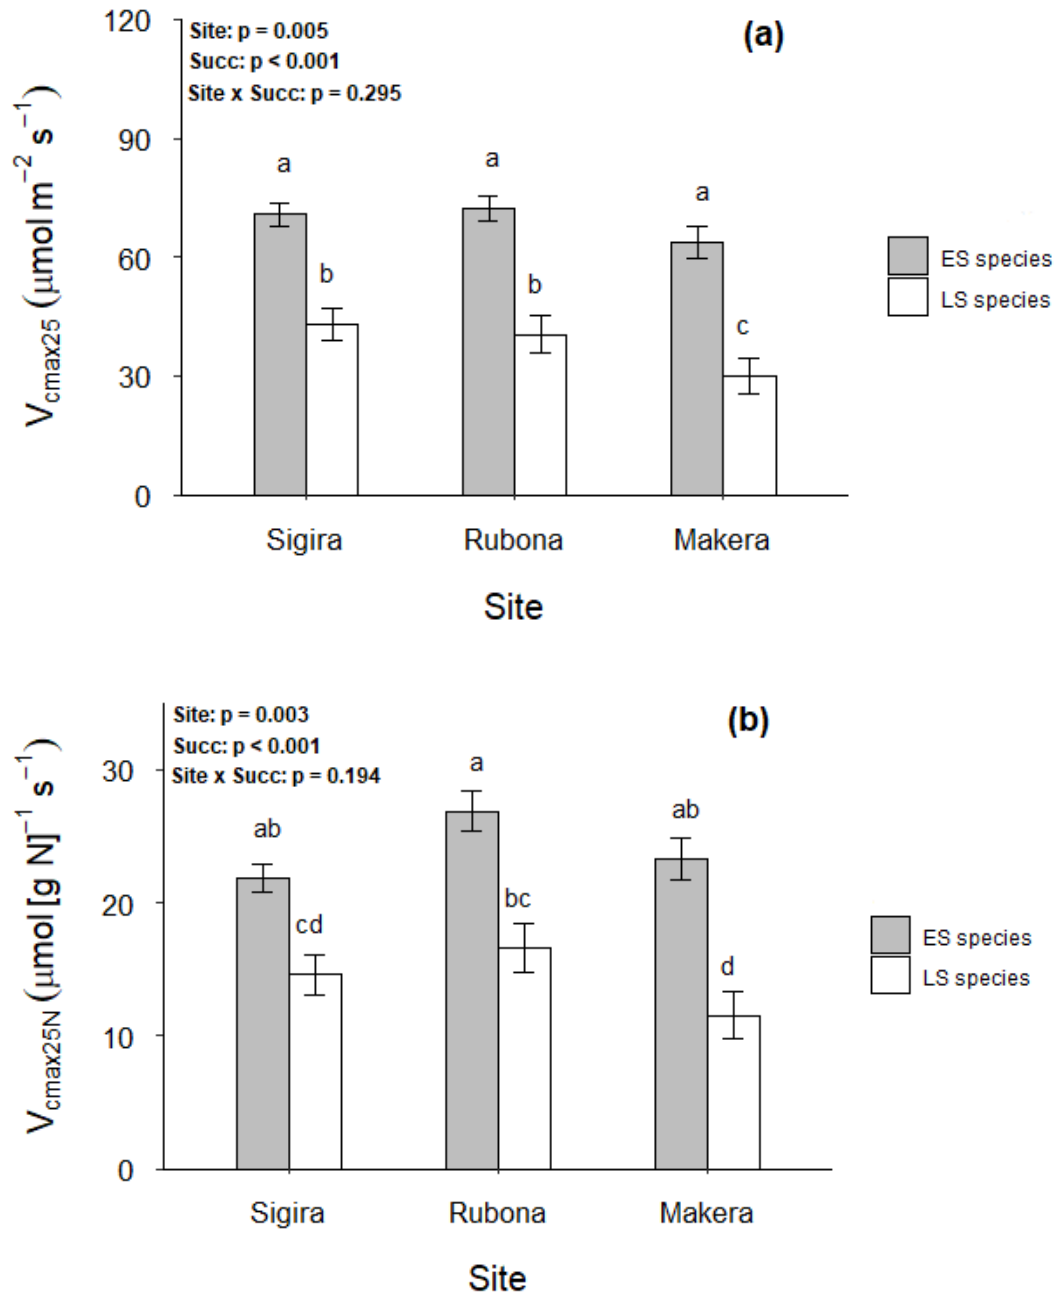 120
90
60
30
0
V_cmax25 (μmol m⁻² s⁻¹)
Site: p = 0.005
Succ: p < 0.001
Site x Succ: p = 0.295
(a)
a
b
a
b
a
c
ES species
LS species
Sigira Rubona Makera
Site
30
20
10
0
V_cmax25N (μmol [g N]⁻¹ s⁻¹)
Site: p = 0.003
Succ: p < 0.001
Site x Succ: p = 0.194
(b)
ab
cd
a
bc
ab
d
ES species
LS species
Sigira Rubona Makera
Site